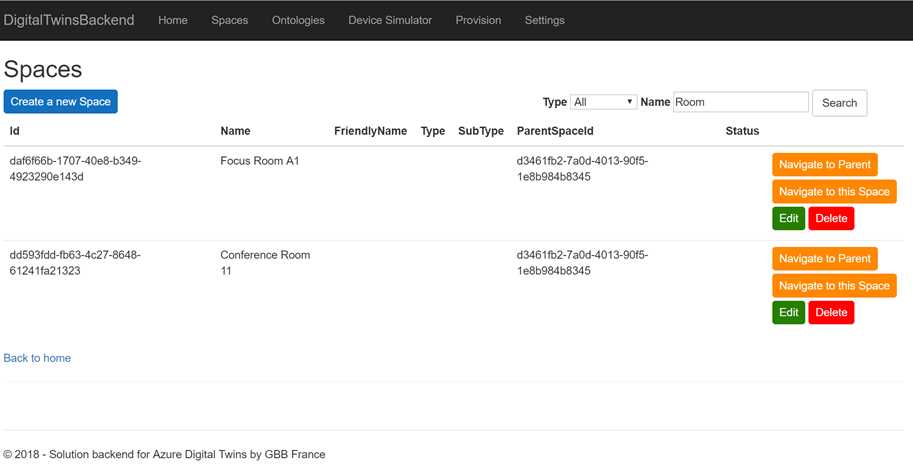 DigitalTwinsBackend Home Spaces Ontologies Device Simulator Provision Settings
Spaces
Create a new Space Type All Name Room Search
Id Name FriendlyName Type SubType ParentSpaceId Status
daf6f66b-1707-40e8-b349- Focus Room A1 d3461fb2-7a0d-4013-90f5- Navigate to Parent
4923290e143d 1e8b984b8345
Navigate to this Space
Edit Delete
dd593fdd-fb63-4c27-8648- Conference Room d3461fb2-7a0d-4013-90f5- Navigate to Parent
61241fa21323 11 1e8b984b8345
Navigate to this Space
Edit Delete
Back to home
© 2018 - Solution backend for Azure Digital Twins by GBB France